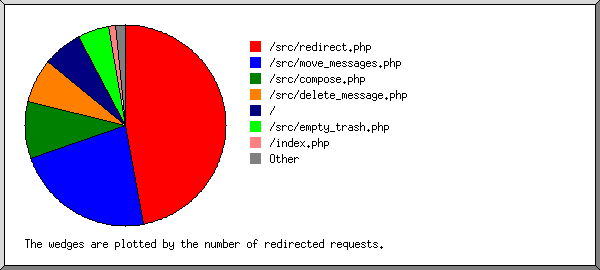 /src/redirect.php
/src/move_messages.php
/src/compose.php
/src/delete_message.php
/
/src/empty_trash.php
/index.php
Other
The wedges are plotted by the number of redirected requests.